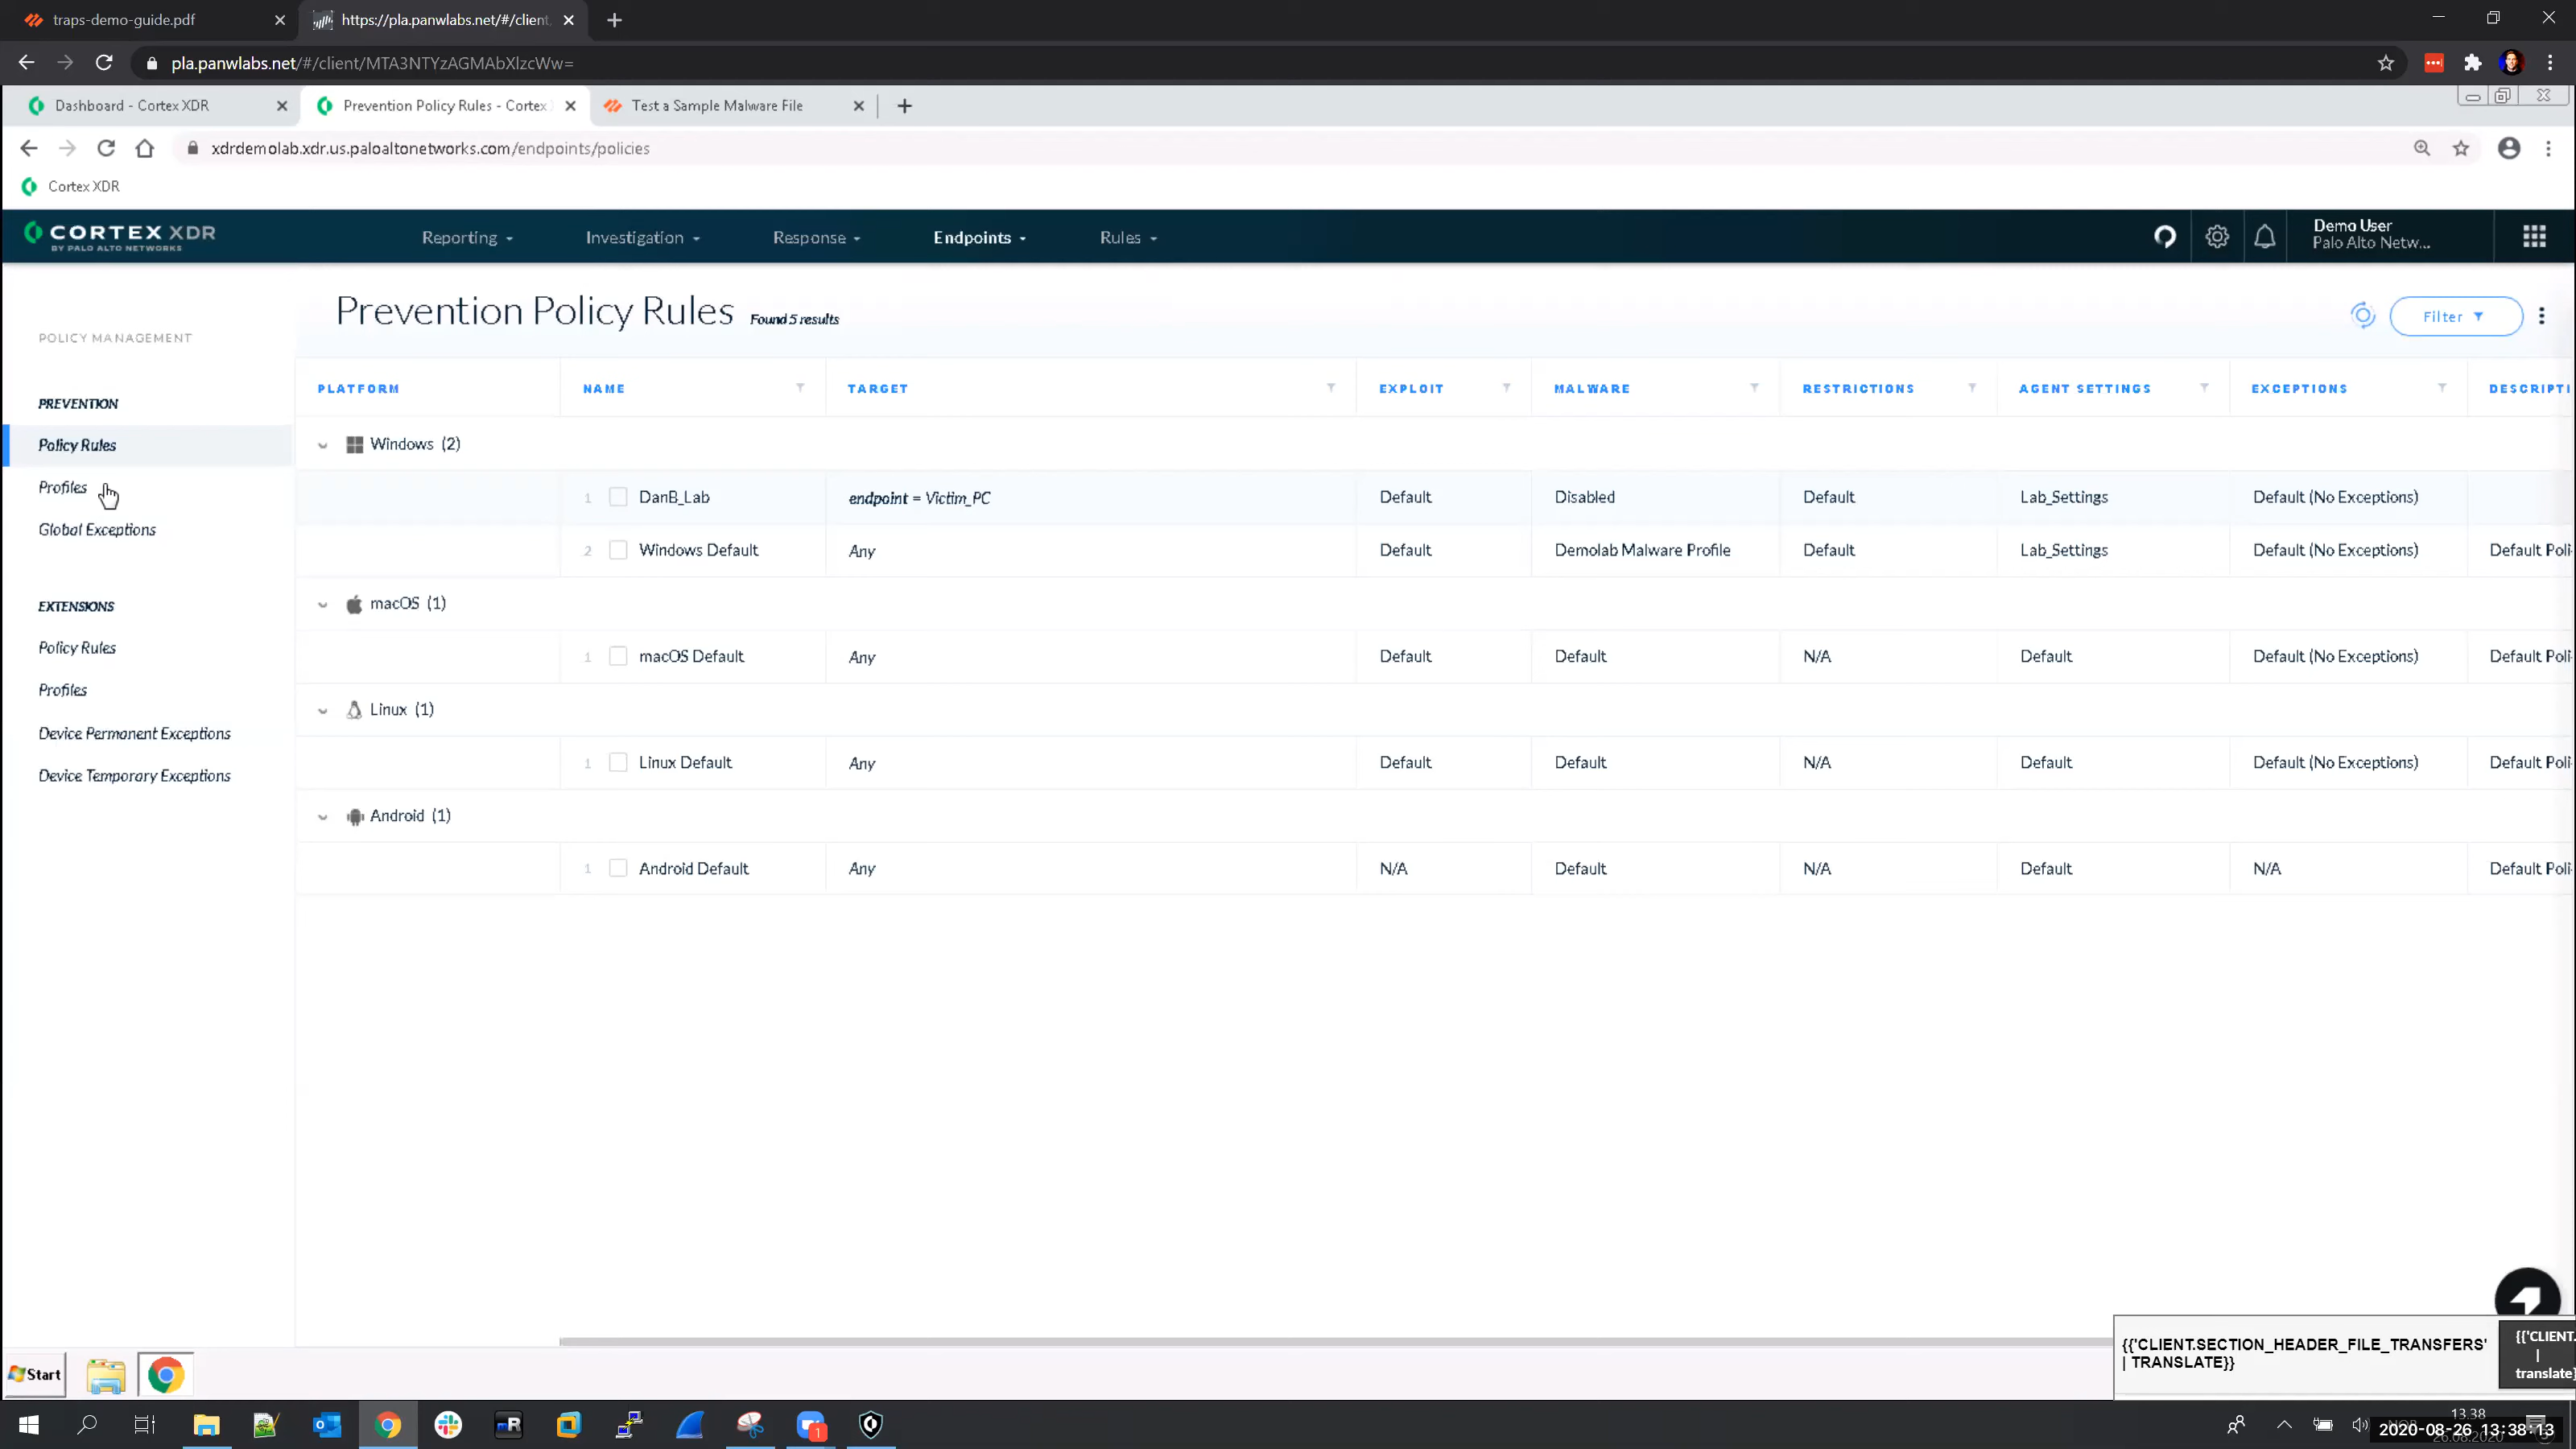 traps-demo-guide.pdf
https://pla.panwlabs.net/#/client
pla.panwlabs.net/#/client/MTA3NTYzAGMAbXlzcWw=
Dashboard - Cortex XDR
Prevention Policy Rules - Cortex
Test a Sample Malware File
xdrdemolab.xdr.us.paloaltonetworks.com/endpoints/policies
Cortex XDR
CORTEX XDR
BY PALO ALTO NETWORKS
Reporting
Investigation
Response
Endpoints
Rules
Demo User
Palo Alto Netw...
Prevention Policy Rules Found 5 results
Filter
POLICY MANAGEMENT
PREVENTION
Policy Rules
Profiles
Global Exceptions
EXTENSIONS
Policy Rules
Profiles
Device Permanent Exceptions
Device Temporary Exceptions
PLATFORM NAME TARGET EXPLOIT MALWARE RESTRICTIONS AGENT SETTINGS EXCEPTIONS DESCRIPTI
Windows (2)
1 DanB_Lab endpoint = Victim_PC Default Disabled Default Lab_Settings Default (No Exceptions)
2 Windows Default Any Default Demolab Malware Profile Default Lab_Settings Default (No Exceptions) Default Poli
macOS (1)
1 macOS Default Any Default Default N/A Default Default (No Exceptions) Default Poli
Linux (1)
1 Linux Default Any Default Default N/A Default Default (No Exceptions) Default Poli
Android (1)
1 Android Default Any N/A Default N/A Default N/A Default Poli
{{'CLIENT.SECTION_HEADER_FILE_TRANSFERS'
| TRANSLATE}}
{{'CLIENT.
|
translate}
Start
1
13.38
2020-08-26 13:38:13